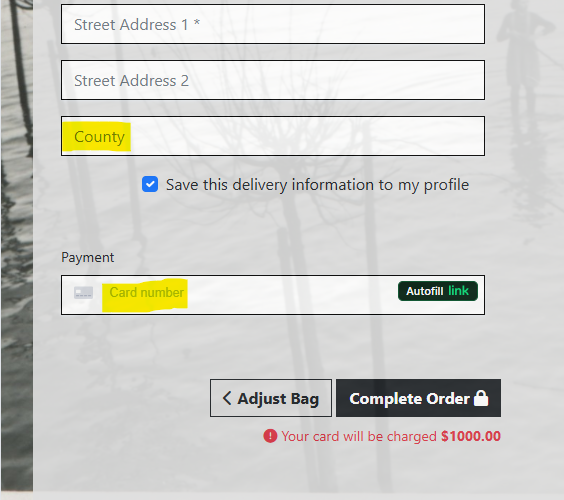 Street Address 1 *
Street Address 2
County
Save this delivery information to my profile
Payment
Card number Autofill link
Adjust Bag Complete Order
Your card will be charged $1000.00